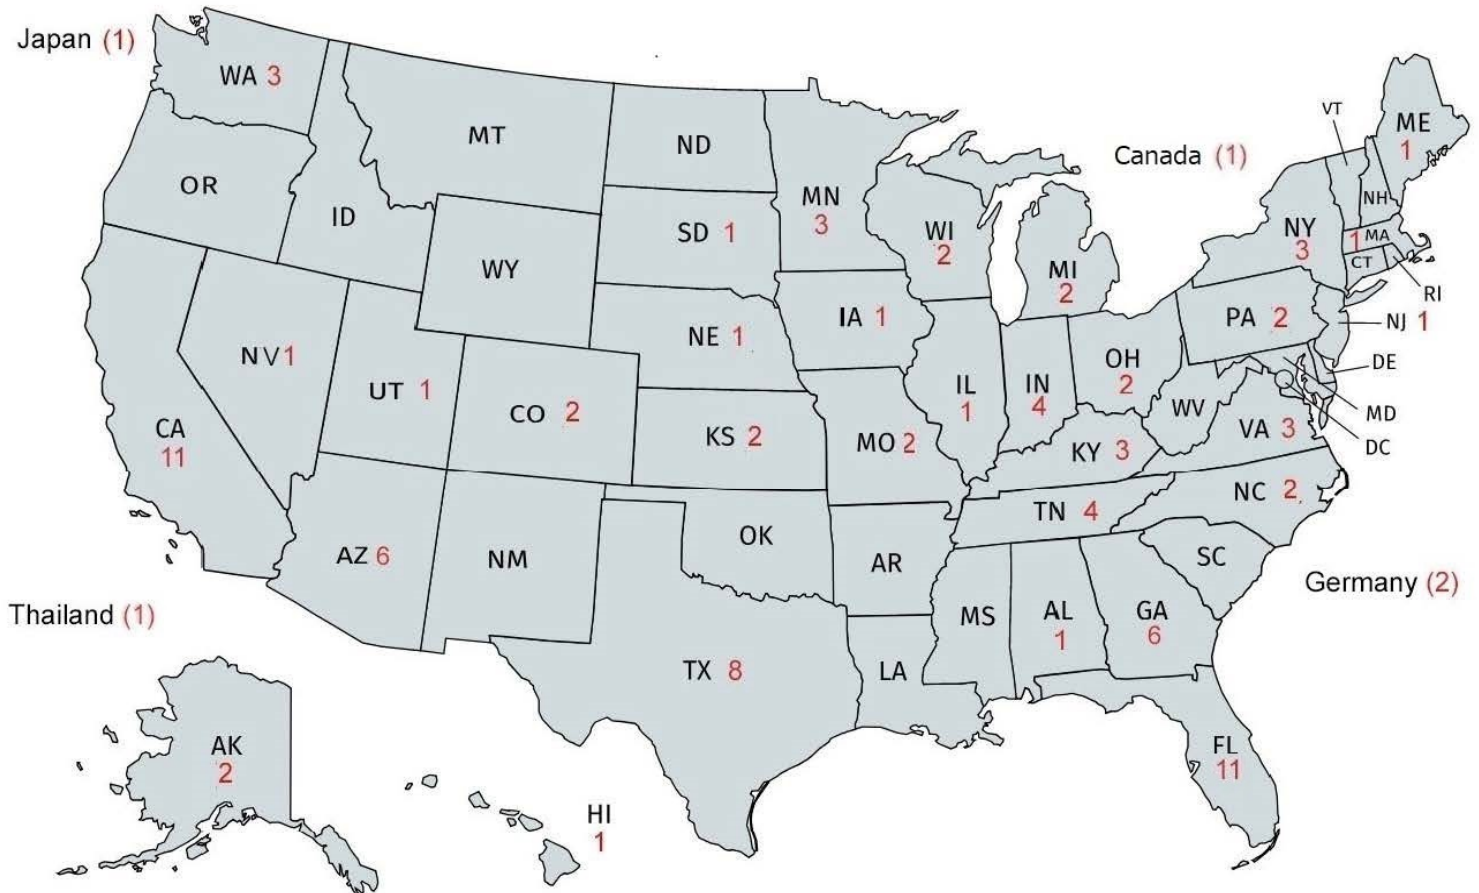 Japan (1)
WA 3
MT
ND
VT
ME
1
Canada (1)
OR
ID
MN
3
NH
SD 1
WI
2
NY
3
1 MA
CT
WY
MI
2
RI
IA 1
PA 2
NJ 1
NE 1
NV1
OH
2
DE
UT 1
CO 2
IL
1
IN
4
WV
MD
CA
11
KS 2
MO 2
KY 3
VA 3
DC
NC 2
TN 4
AZ 6
NM
OK
AR
SC
Germany (2)
Thailand (1)
MS
AL
1
GA
6
TX 8
LA
AK
2
FL
11
HI
1